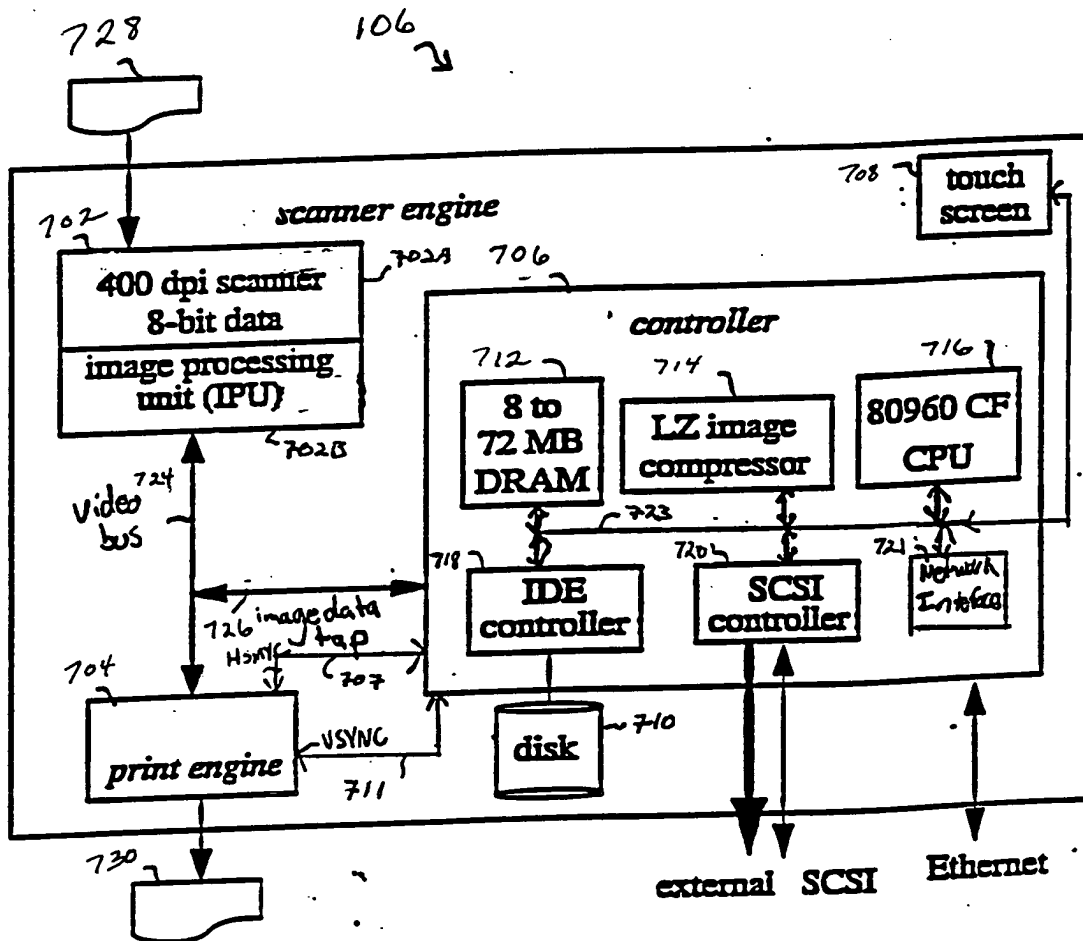 728
106
708
touch
screen
scanner engine
702
702A
400 dpi scanner
8-bit data
image processing
unit (IPU)
702B
706
controller
712
8 to
72 MB
DRAM
714
LZ image
compressor
716
80960 CF
CPU
723
724
Video
bus
718
IDE
controller
720
SCSI
controller
721
Network
Interface
726
image data
tap
HSYNC
707
704
print engine
VSYNC
711
disk
710
730
external SCSI
Ethernet